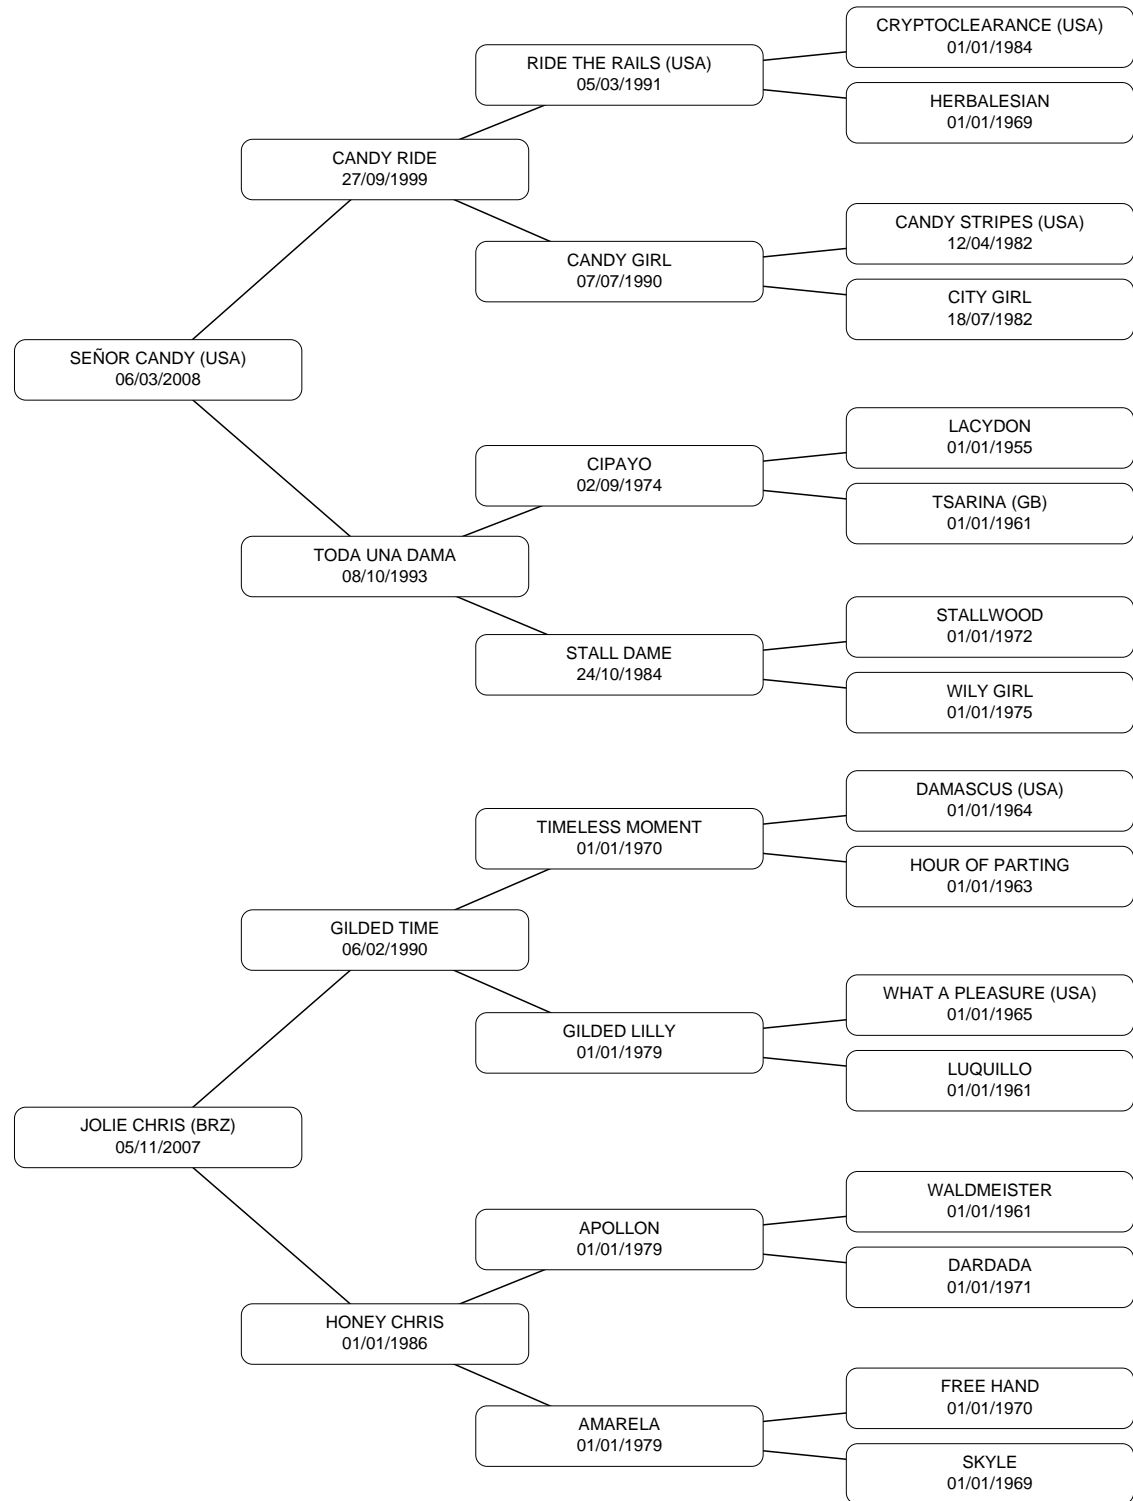 CRYPTOCLEARANCE (USA)
01/01/1984
RIDE THE RAILS (USA)
05/03/1991
HERBALESIAN
01/01/1969
CANDY RIDE
27/09/1999
CANDY STRIPES (USA)
12/04/1982
CANDY GIRL
07/07/1990
CITY GIRL
18/07/1982
SEÑOR CANDY (USA)
06/03/2008
LACYDON
01/01/1955
CIPAYO
02/09/1974
TSARINA (GB)
01/01/1961
TODA UNA DAMA
08/10/1993
STALLWOOD
01/01/1972
STALL DAME
24/10/1984
WILY GIRL
01/01/1975
DAMASCUS (USA)
01/01/1964
TIMELESS MOMENT
01/01/1970
HOUR OF PARTING
01/01/1963
GILDED TIME
06/02/1990
WHAT A PLEASURE (USA)
01/01/1965
GILDED LILLY
01/01/1979
LUQUILLO
01/01/1961
JOLIE CHRIS (BRZ)
05/11/2007
WALDMEISTER
01/01/1961
APOLLON
01/01/1979
DARDADA
01/01/1971
HONEY CHRIS
01/01/1986
FREE HAND
01/01/1970
AMARELA
01/01/1979
SKYLE
01/01/1969